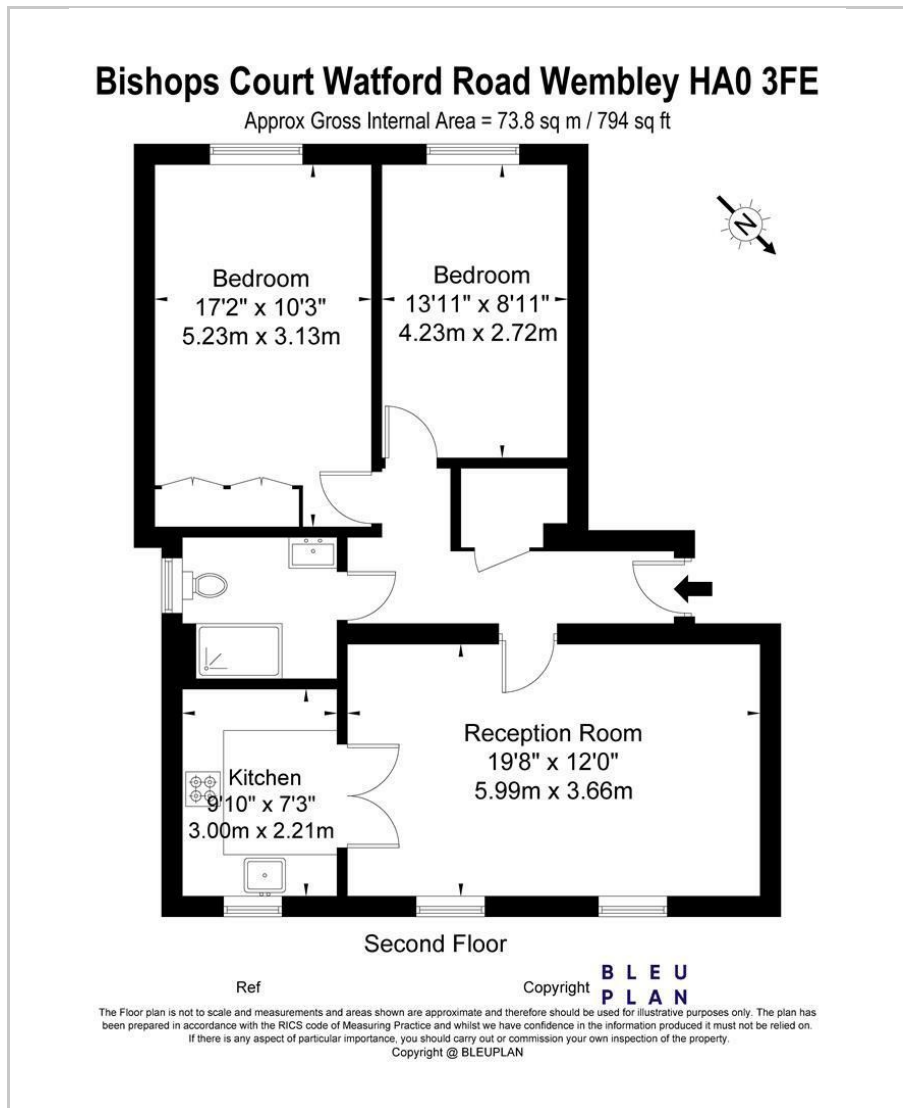 Bishops Court Watford Road Wembley HA0 3FE
Approx Gross Internal Area = 73.8 sq m / 794 sq ft
N
Bedroom
17'2" x 10'3"
5.23m x 3.13m
Bedroom
13'11" x 8'11"
4.23m x 2.72m
Reception Room
19'8" x 12'0"
5.99m x 3.66m
Kitchen
9'10" x 7'3"
3.00m x 2.21m
Second Floor
Ref
Copyright
BLEU
PLAN
The Floor plan is not to scale and measurements and areas shown are approximate and therefore should be used for illustrative purposes only. The plan has
been prepared in accordance with the RICS code of Measuring Practice and whilst we have confidence in the information produced it must not be relied on.
If there is any aspect of particular importance, you should carry out or commission your own inspection of the property.
Copyright @ BLEUPLAN